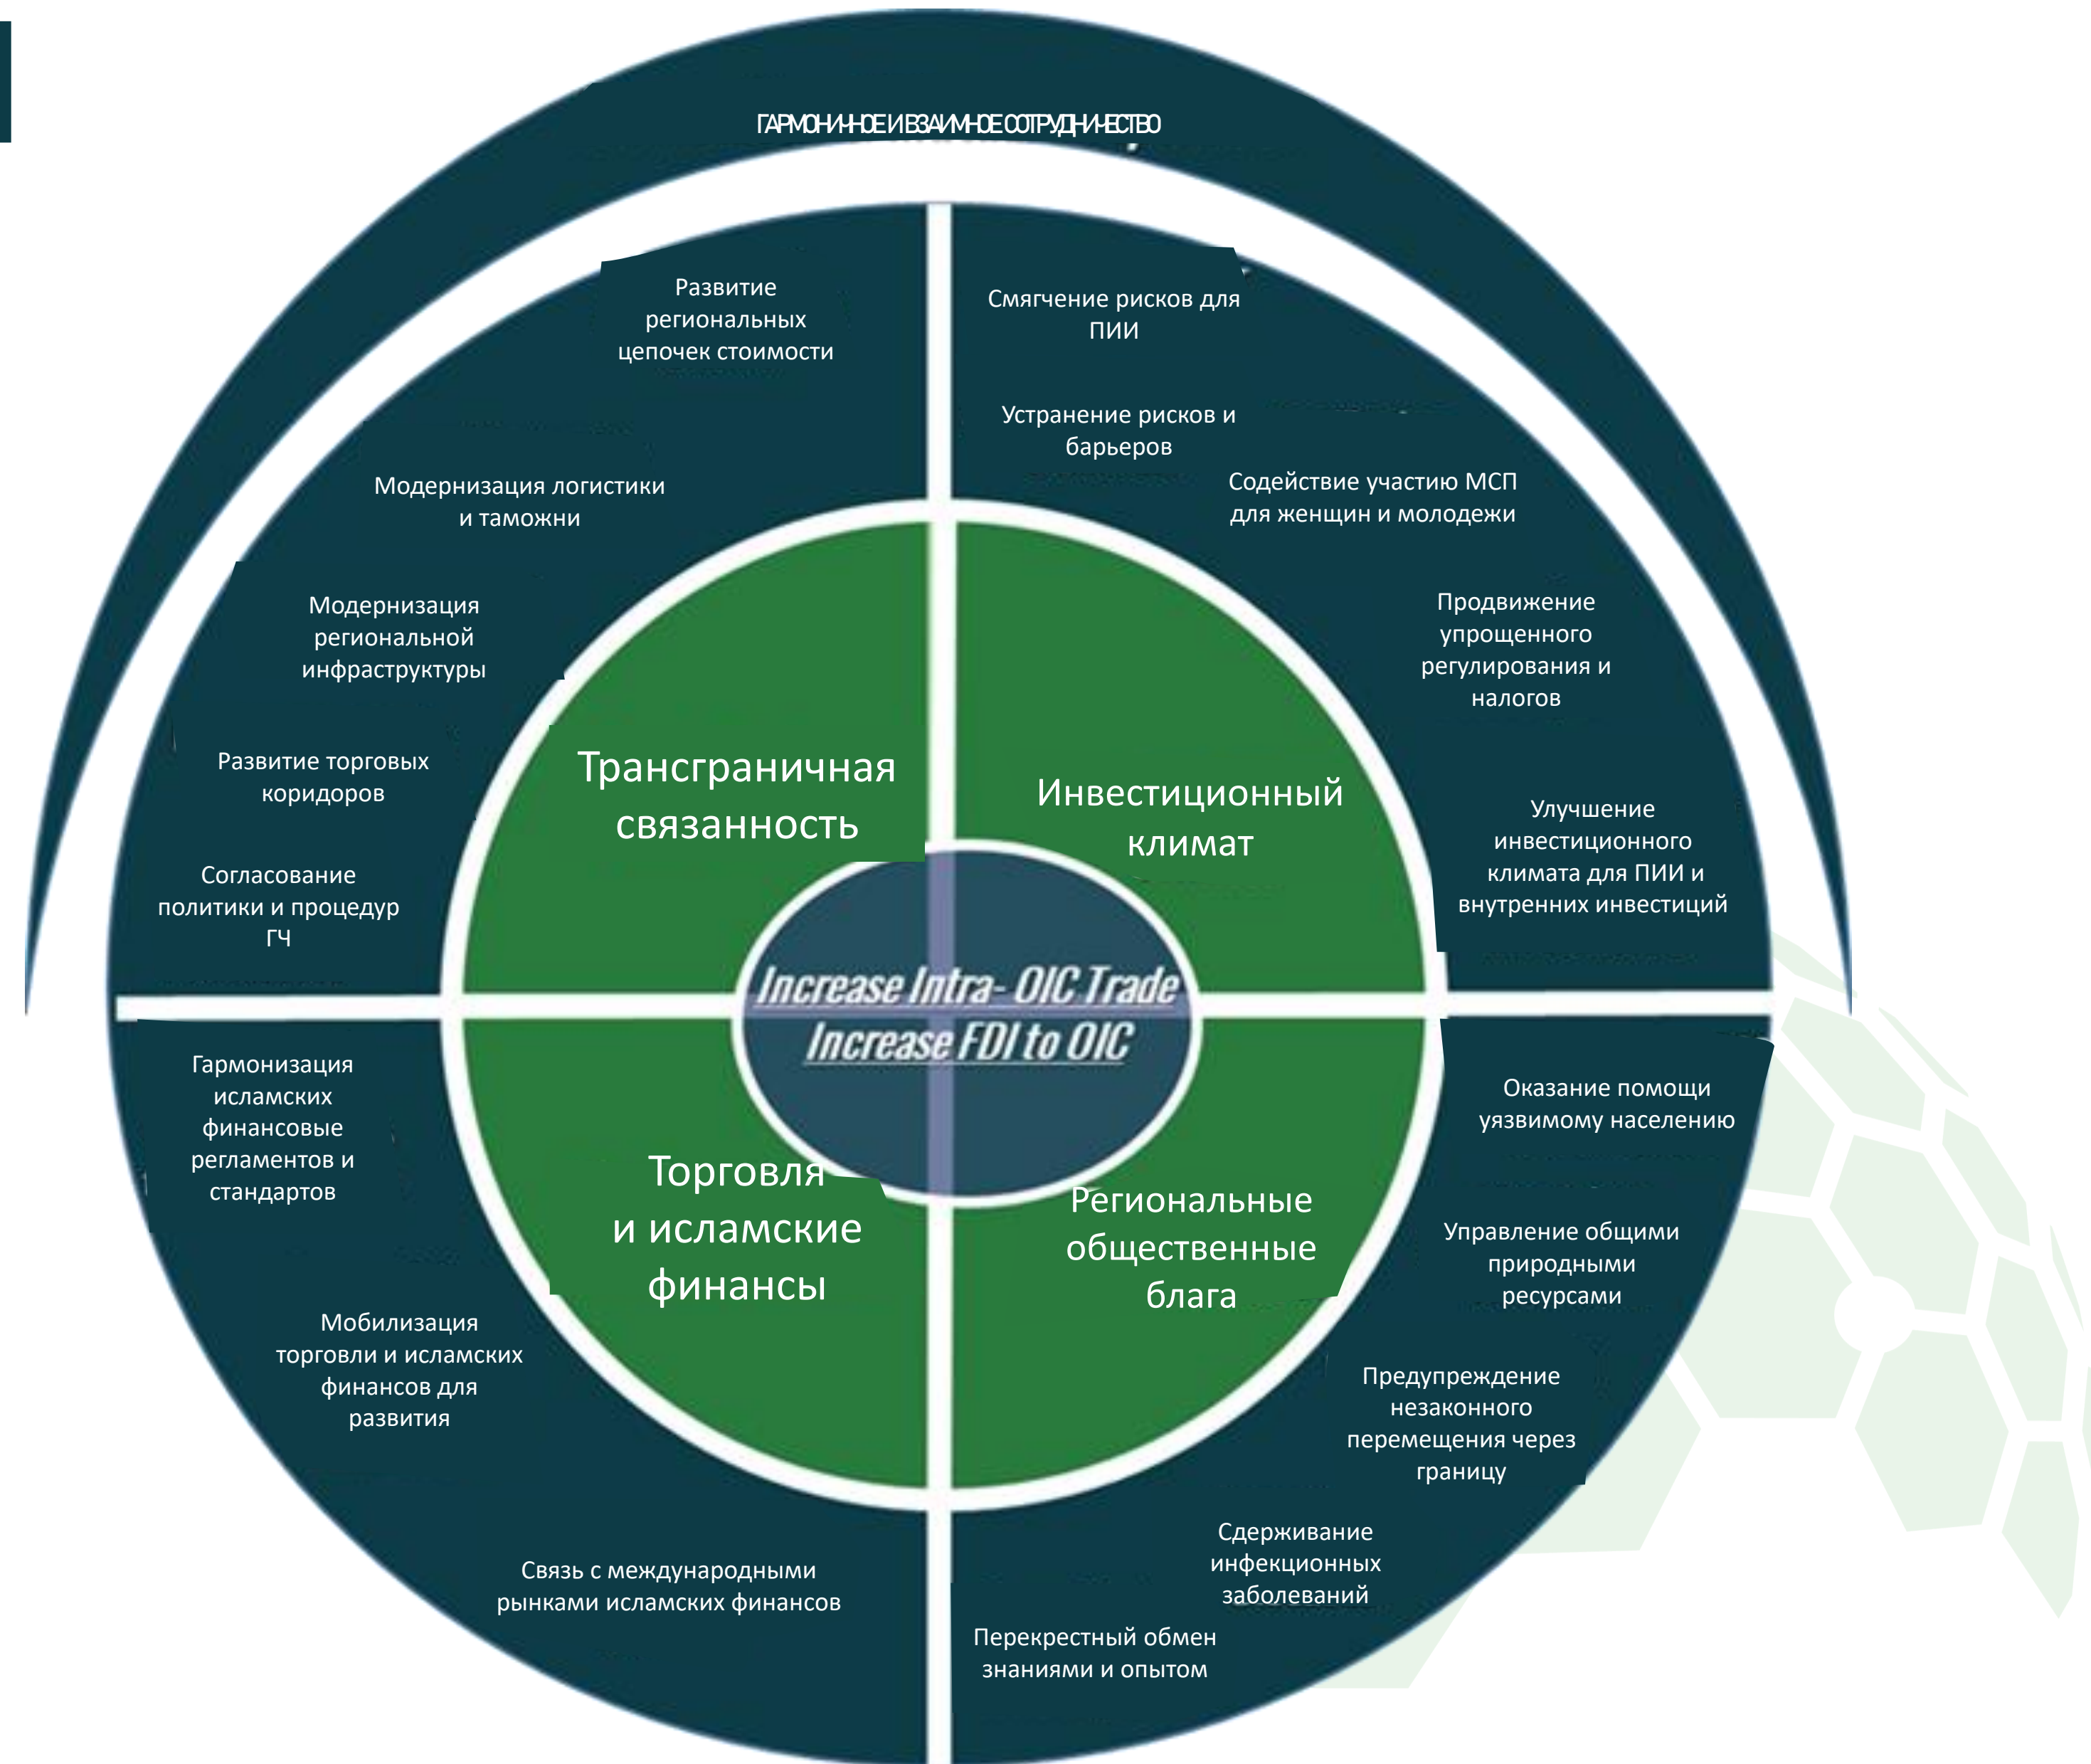 ГАРМОНИЧНОЕ И ВЗАИМНОЕ СОТРУДНИЧЕСТВО
Развитие
региональных
цепочек стоимости
Модернизация логистики
и таможни
Модернизация
региональной
инфраструктуры
Развитие торговых
коридоров
Согласование
политики и процедур
ГЧ
Смягчение рисков для
ПИИ
Устранение рисков и
барьеров
Содействие участию МСП
для женщин и молодежи
Продвижение
упрощенного
регулирования и
налогов
Улучшение
инвестиционного
климата для ПИИ и
внутренних инвестиций
Трансграничная
связанность
Инвестиционный
климат
Increase Intra- OIC Trade
Increase FDI to OIC
Торговля
и исламские
финансы
Региональные
общественные
блага
Гармонизация
исламских
финансовые
регламентов и
стандартов
Мобилизация
торговли и исламских
финансов для
развития
Связь с международными
рынками исламских финансов
Оказание помощи
уязвимому населению
Управление общими
природными
ресурсами
Предупреждение
незаконного
перемещения через
границу
Сдерживание
инфекционных
заболеваний
Перекрестный обмен
знаниями и опытом